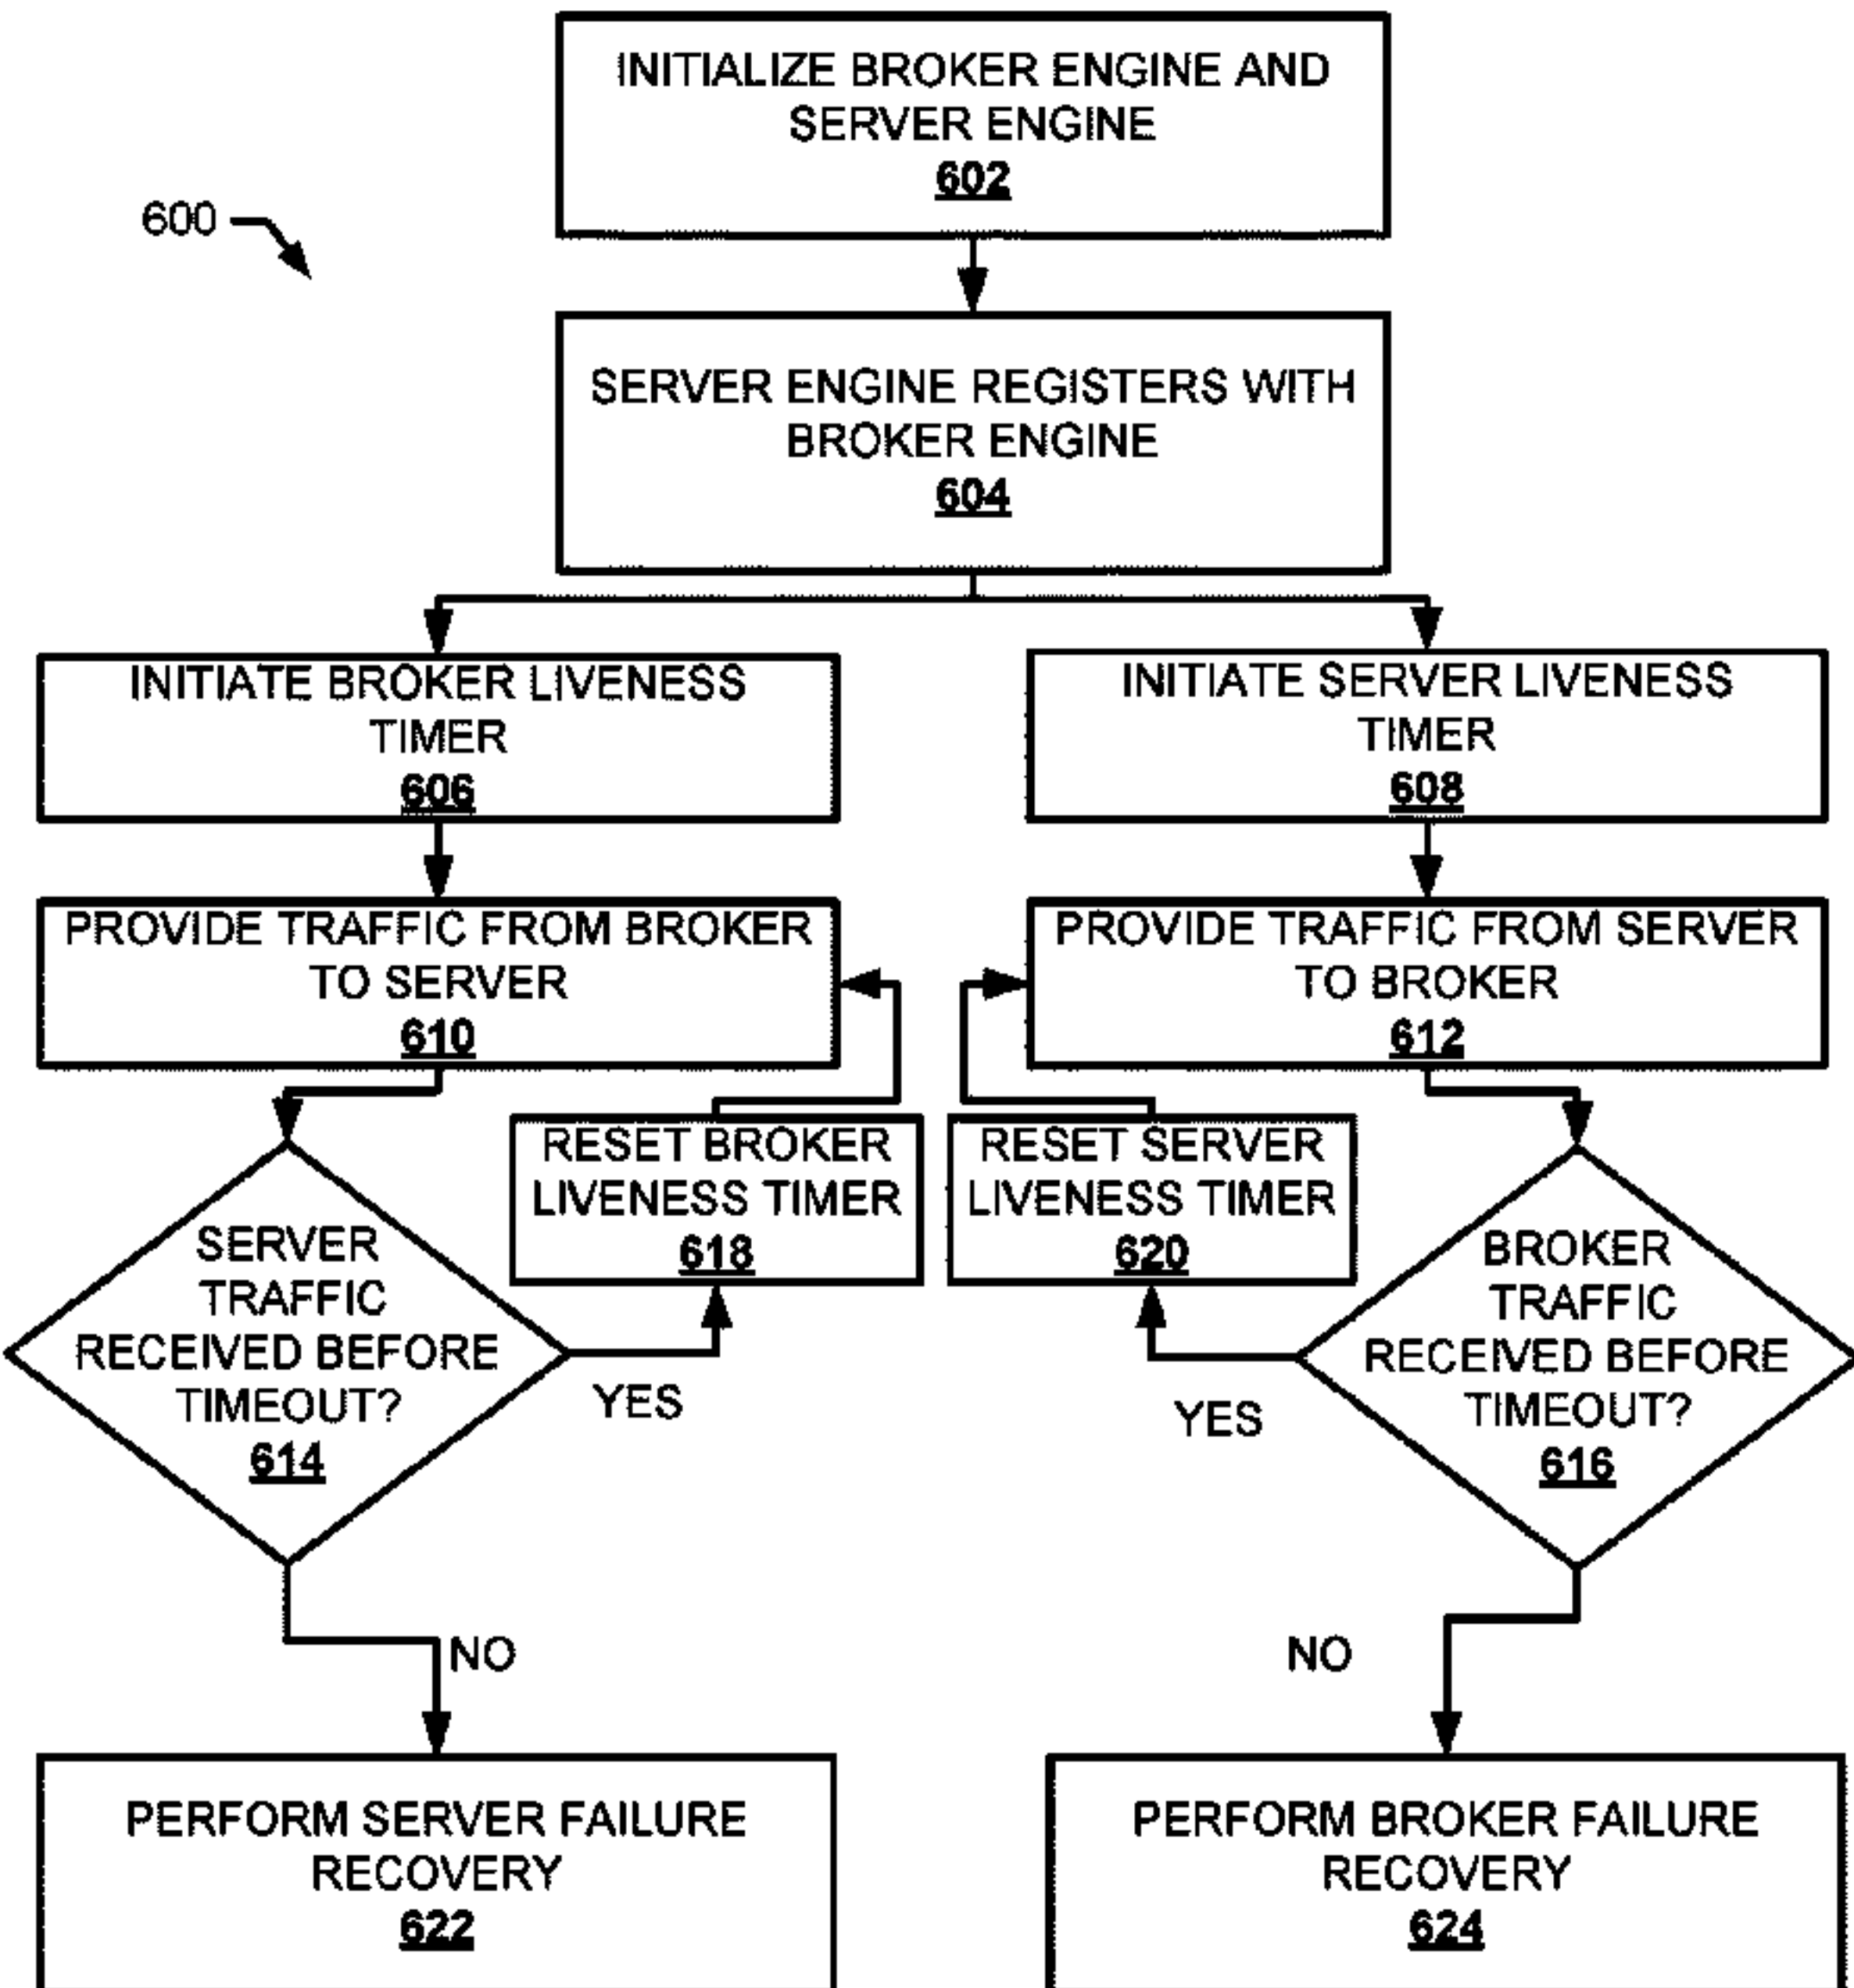 INITIALIZE BROKER ENGINE AND
SERVER ENGINE
602
600
SERVER ENGINE REGISTERS WITH
BROKER ENGINE
604
INITIATE BROKER LIVENESS
TIMER
606
INITIATE SERVER LIVENESS
TIMER
608
PROVIDE TRAFFIC FROM BROKER
TO SERVER
610
PROVIDE TRAFFIC FROM SERVER
TO BROKER
612
RESET BROKER
LIVENESS TIMER
618
RESET SERVER
LIVENESS TIMER
620
SERVER
TRAFFIC
RECEIVED BEFORE
TIMEOUT?
614
YES
BROKER
TRAFFIC
RECEIVED BEFORE
TIMEOUT?
616
YES
NO
NO
PERFORM SERVER FAILURE
RECOVERY
622
PERFORM BROKER FAILURE
RECOVERY
624